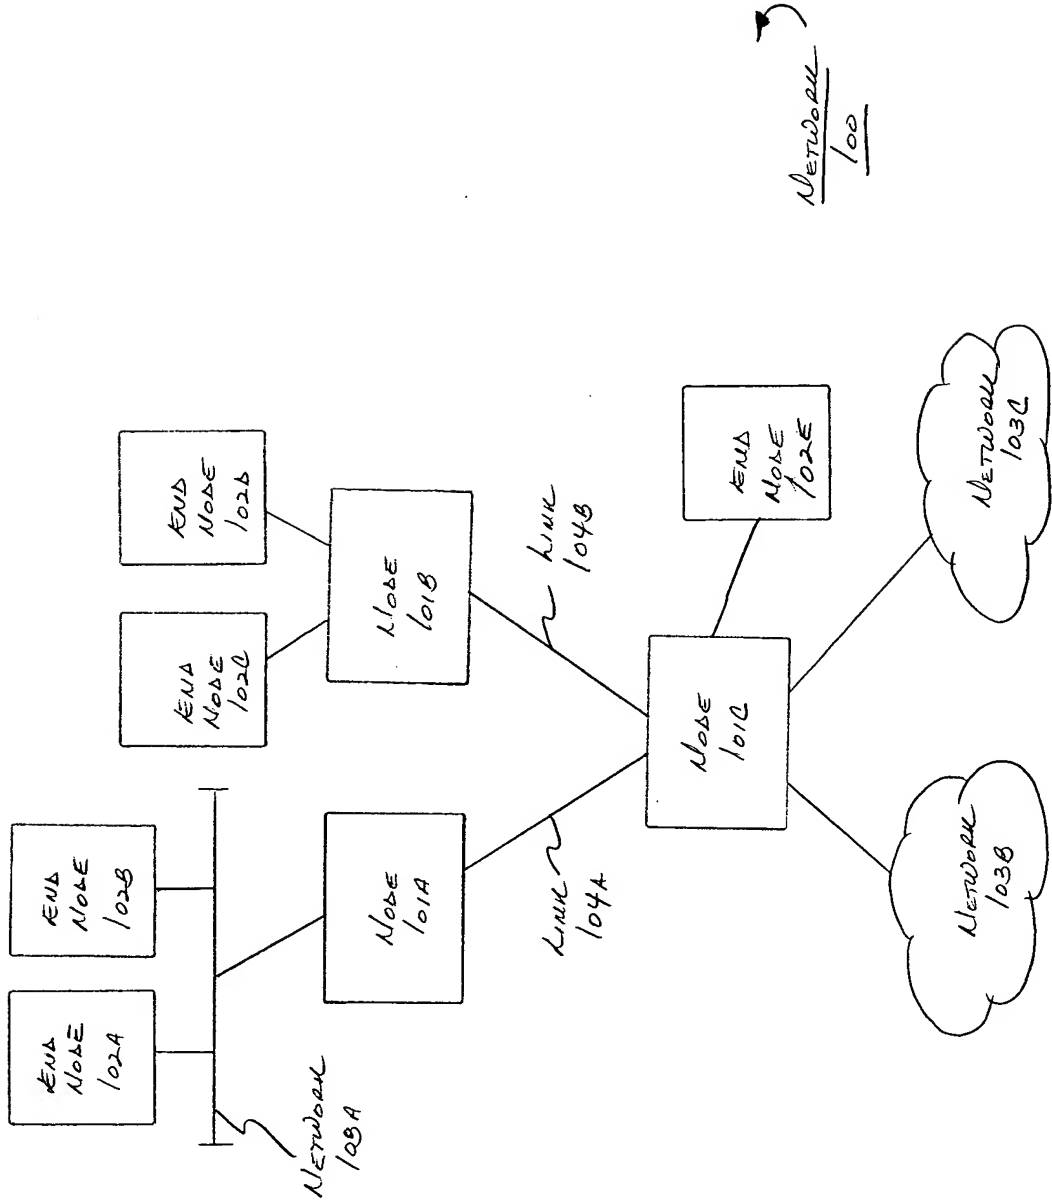 NETWORK
100
END
NODE
102A
END
NODE
102B
END
NODE
102C
END
NODE
102D
NETWORK
103A
NODE
101A
NODE
101B
LINK
104A
LINK
104B
NODE
101C
END
NODE
102E
NETWORK
103B
NETWORK
103C